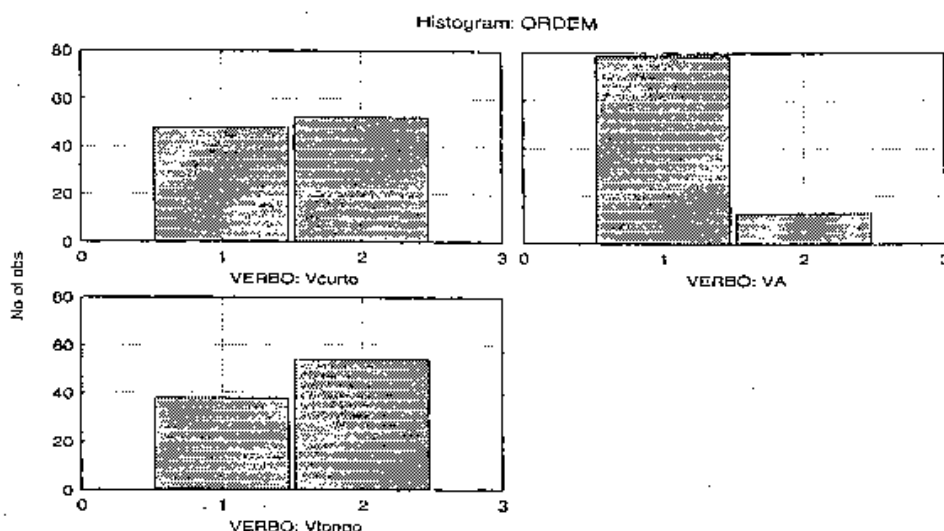 Histogram: ORDEM
No of obs
80
60
40
20
0
0 1 2 3
VERBO: Vcurto
0 1 2 3
VERBO: VA
80
60
40
20
0
0 1 2 3
VERBO: Vlongo